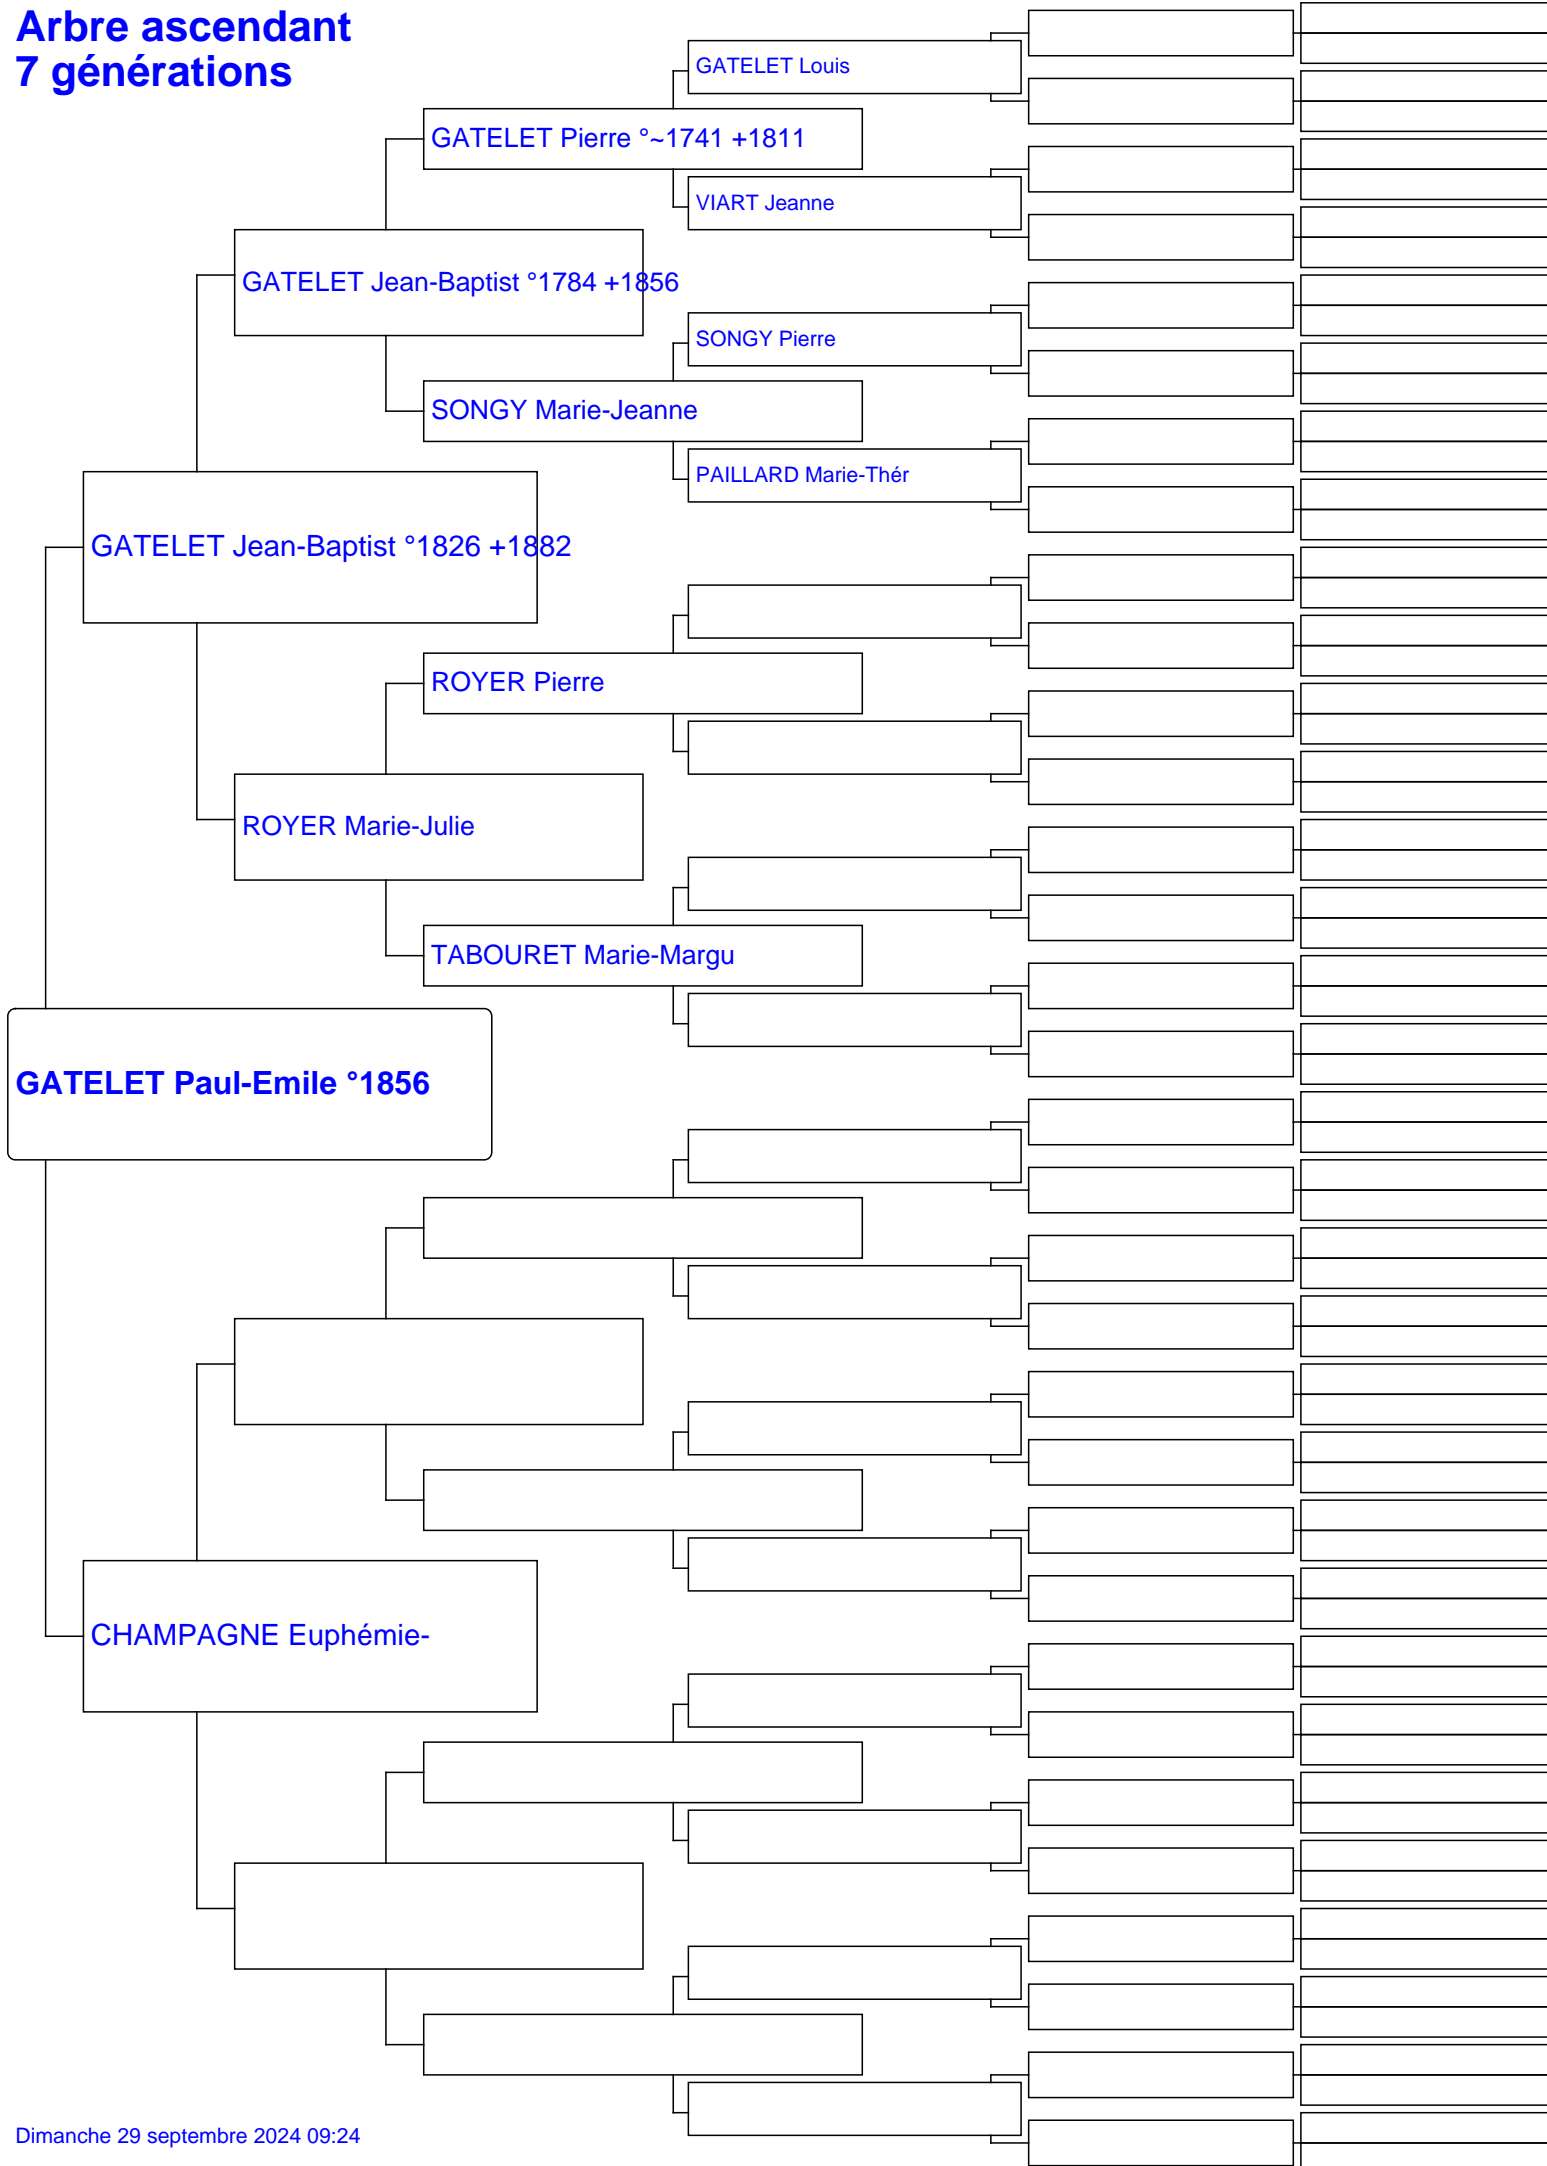 Arbre ascendant
7 générations
GATELET Louis
GATELET Pierre °~1741 +1811
VIART Jeanne
GATELET Jean-Baptist °1784 +1856
SONGY Pierre
SONGY Marie-Jeanne
PAILLARD Marie-Thér
GATELET Jean-Baptist °1826 +1882
ROYER Pierre
ROYER Marie-Julie
TABOURET Marie-Margu
GATELET Paul-Emile °1856
CHAMPAGNE Euphémie-
Dimanche 29 septembre 2024 09:24